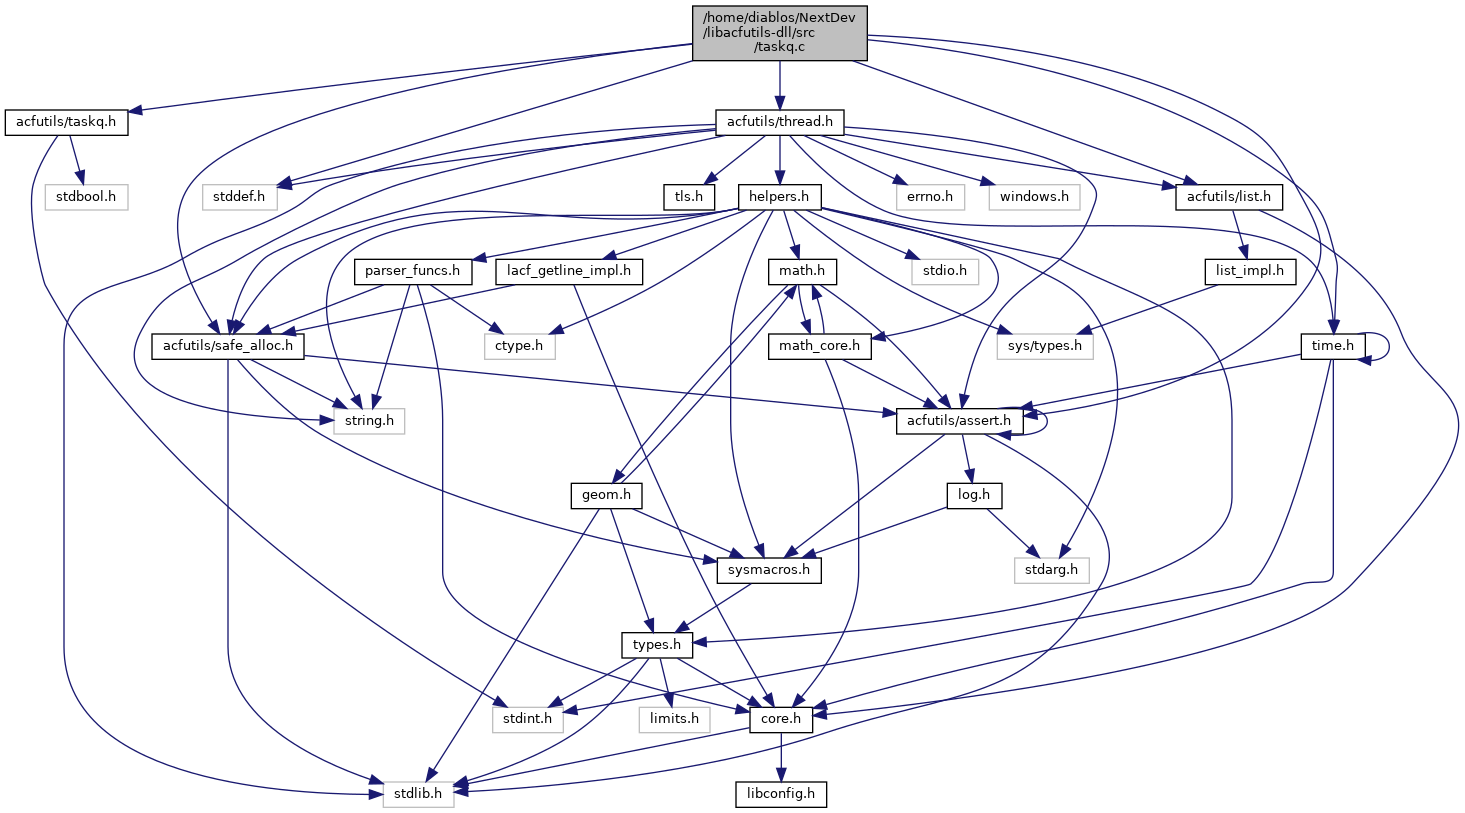 /home/diablos/NextDev
/libacfutils-dll/src
/taskq.c
acfutils/taskq.h
acfutils/thread.h
stdbool.h
stddef.h
tls.h
helpers.h
errno.h
windows.h
acfutils/list.h
parser_funcs.h
lacf_getline_impl.h
math.h
stdio.h
list_impl.h
acfutils/safe_alloc.h
ctype.h
math_core.h
sys/types.h
time.h
string.h
acfutils/assert.h
geom.h
log.h
sysmacros.h
stdarg.h
types.h
stdint.h
limits.h
core.h
stdlib.h
libconfig.h